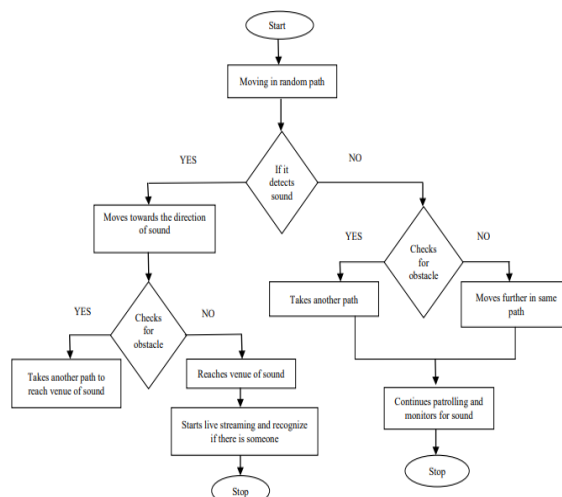 Start
Moving in random path
YES
NO
If it
detects
sound
Moves towards the direction
of sound
YES
Checks
for
obstacle
NO
Takes another path
Moves further in same
path
YES
Checks
for
obstacle
NO
Takes another path to
reach venue of sound
Reaches venue of sound
Continues patrolling and
monitors for sound
Starts live streaming and recognize
if there is someone
Stop
Stop